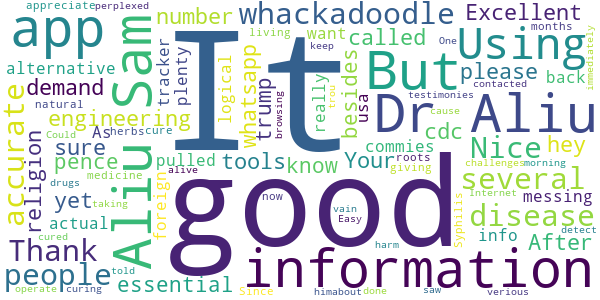 appreciate perplexed
months
app
number
whackadoodle
Excellent
living
want
called
Using
immediately
tracker
plenty
whatsapp
logical
trump
One
keep
really
besides
please
back
alternative
demand
It
But
usa
browsing
testimonies
contacted
Sam
Aliu
accurate
engineering
natural
As
herbs
cure
cdc
Nice
hey
Dr Aliu
commies
cause
Could
sure
pulled
tools
know
Your
roots
challenges
morning
religion
pence
alive
giving
several
messing
drugs
medicine
yet
actual
foreign
good
now
vain
Easy
trou
Syphilis
Internet
disease
info
detect
Thank
taking
cured
told
After
harm
people
curing
essential
information
operate
Since
himabout
done
saw
verious